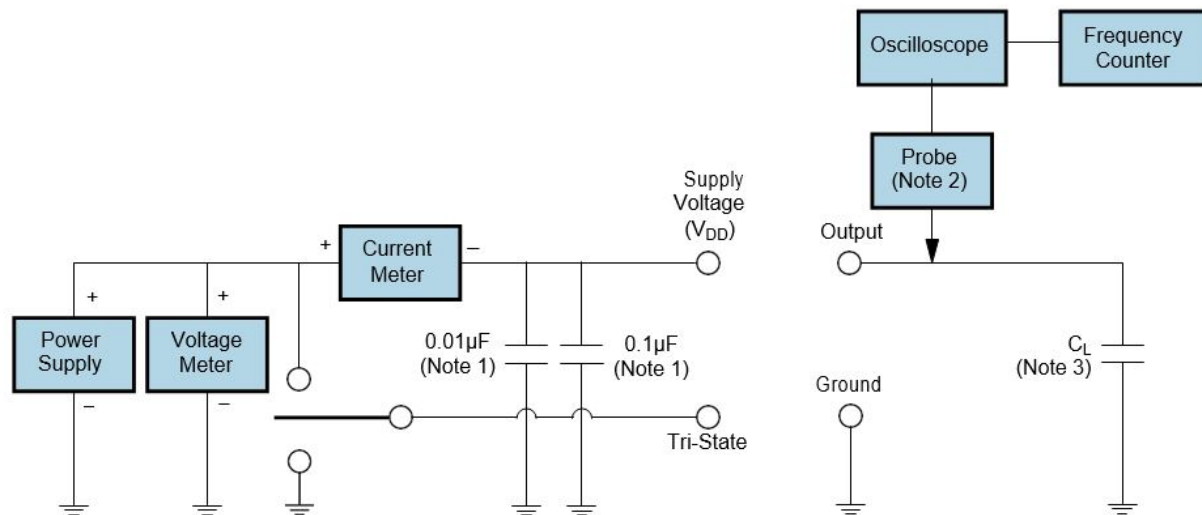 Oscilloscope
Frequency
Counter
Probe
(Note 2)
Supply
Voltage
(VDD)
Output
+
Current
Meter
–
+
Power
Supply
–
+
Voltage
Meter
–
0.01µF
(Note 1)
0.1µF
(Note 1)
CL
(Note 3)
Ground
Tri-State